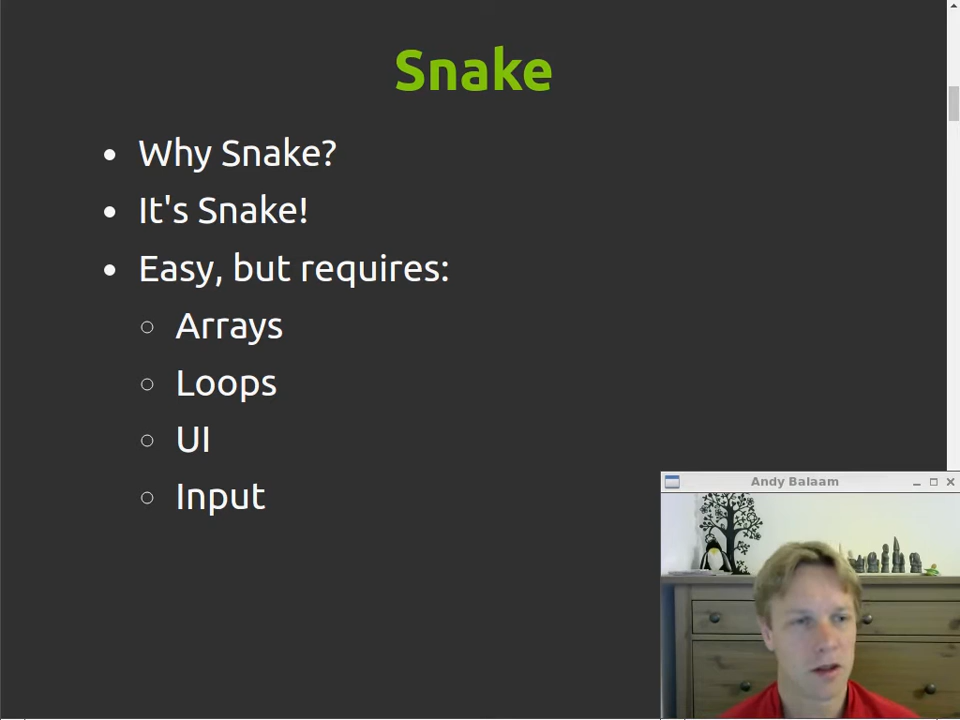 Snake
Why Snake?
It's Snake!
Easy, but requires:
Arrays
Loops
UI
Input
Andy Balaam